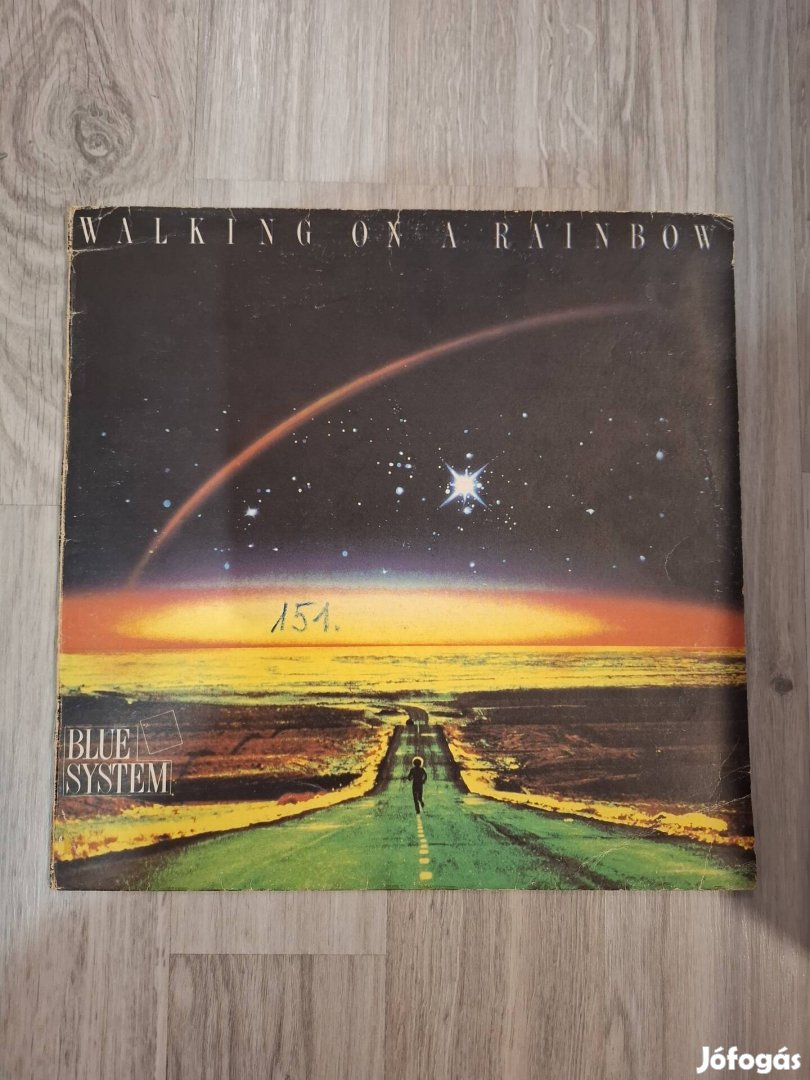 WALKING ON A RAINBOW
151.
BLUE
SYSTEM
Jófogás